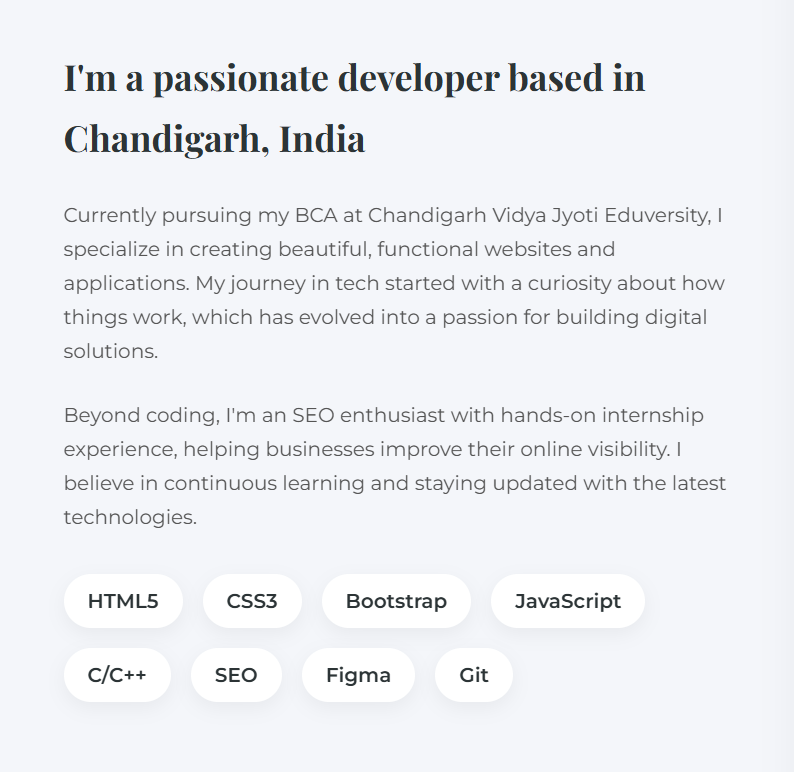 I'm a passionate developer based in
Chandigarh, India
Currently pursuing my BCA at Chandigarh Vidya Jyoti Eduversity, I
specialize in creating beautiful, functional websites and
applications. My journey in tech started with a curiosity about how
things work, which has evolved into a passion for building digital
solutions.
Beyond coding, I'm an SEO enthusiast with hands-on internship
experience, helping businesses improve their online visibility. I
believe in continuous learning and staying updated with the latest
technologies.
HTML5 CSS3 Bootstrap JavaScript
C/C++ SEO Figma Git